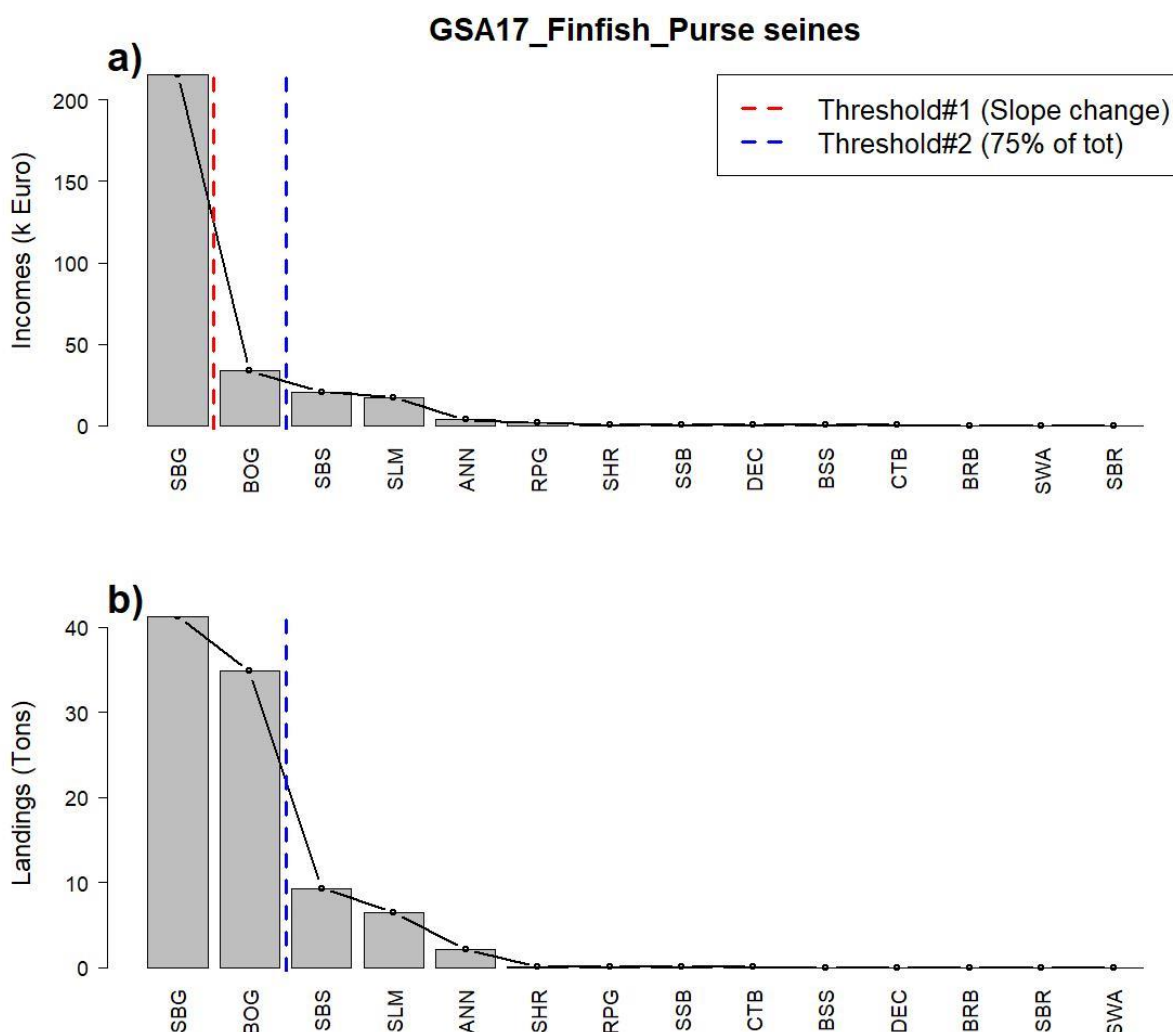 GSA17_Finfish_Purse seines
a)
Threshold#1 (Slope change)
Threshold#2 (75% of tot)
Incomes (k Euro)
200
150
100
50
0
SBG BOG SBS SLM ANN RPG SHR SSB DEC BSS CTB BRB SWA SBR
b)
Landings (Tons)
40
30
20
10
0
SBG BOG SBS SLM ANN SHR RPG SSB CTB BSS DEC BRB SBR SWA